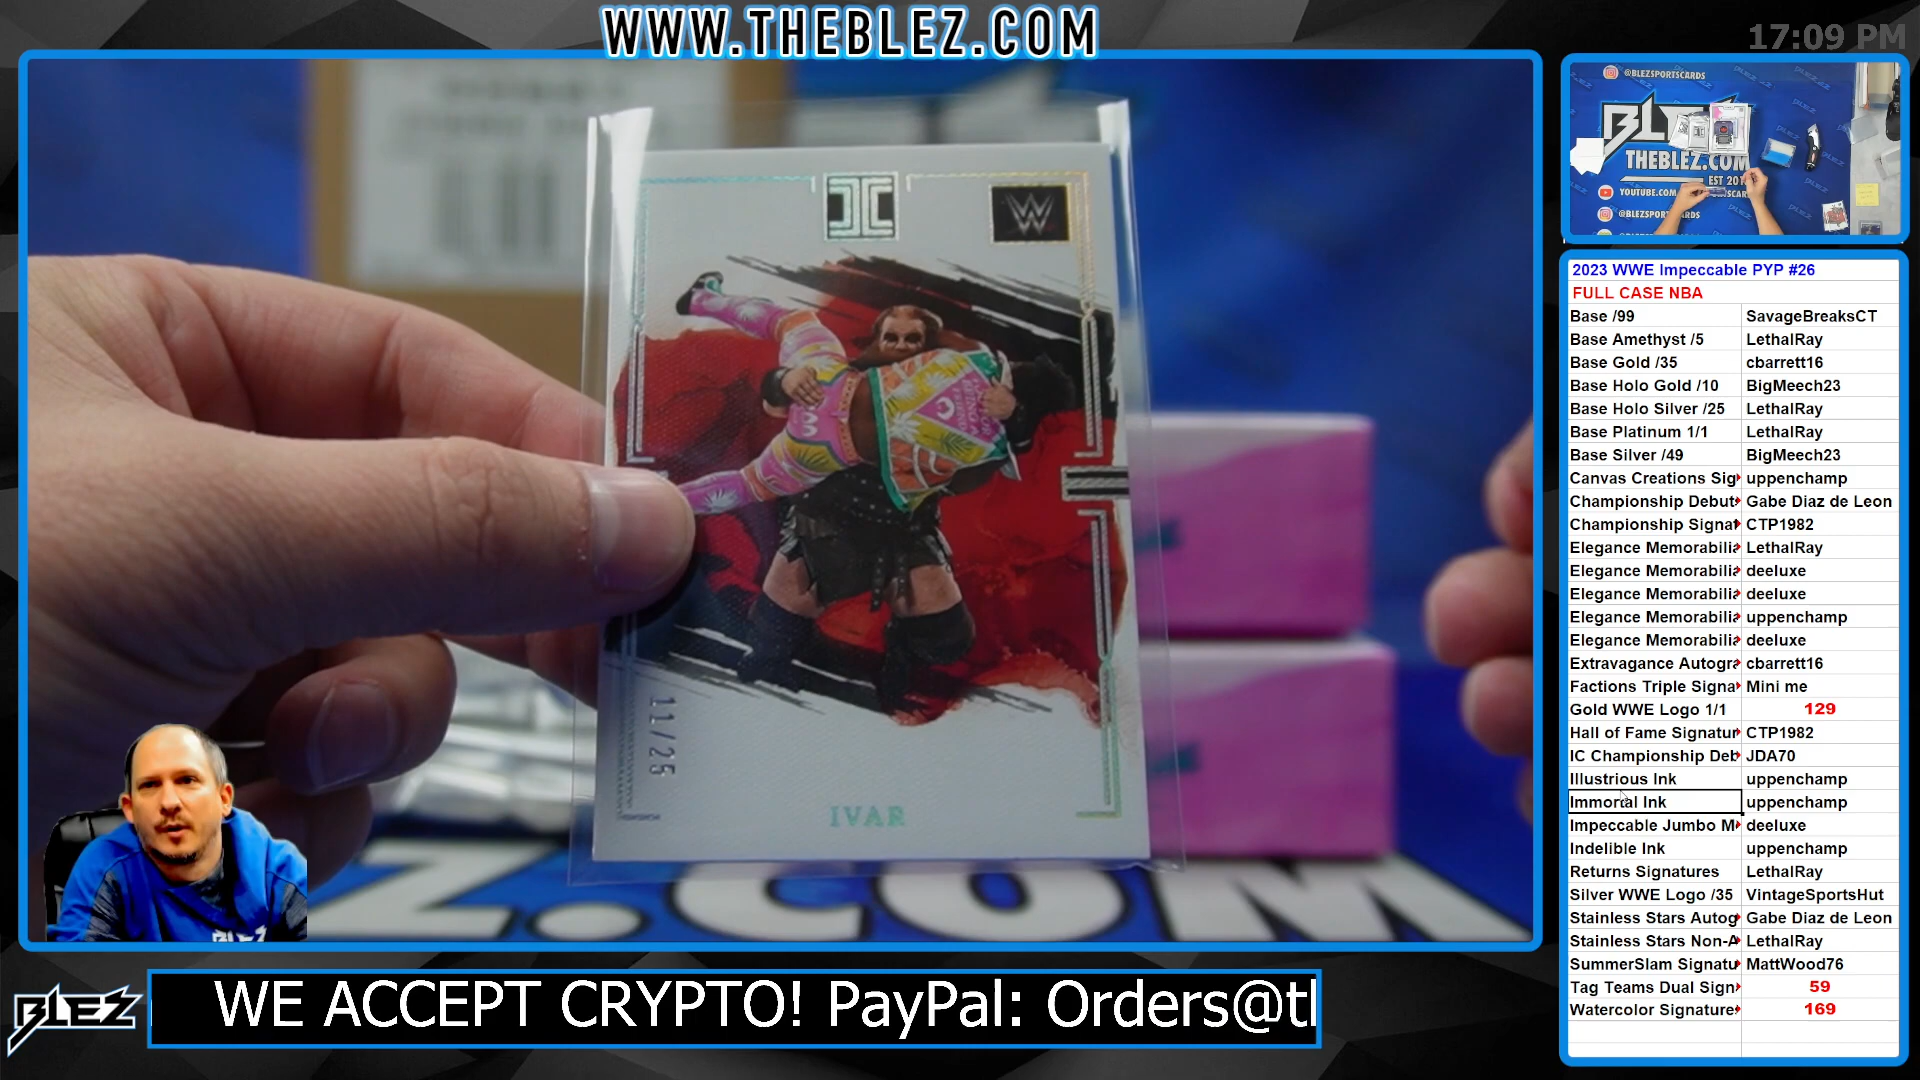 WWW.THEBLEZ.COM
17:09 PM
@BLEZSPORTSCARDS
THEBLEZ.COM
EST 201
YOUTUBE.COM
@BLEZSPORT ARDS
W
11/25
IVAR
Z.COM
BLEZ
WE ACCEPT CRYPTO! PayPal: Orders@tl
2023 WWE Impeccable PYP #26
FULL CASE NBA
Base /99 SavageBreaksCT
Base Amethyst /5 LethalRay
Base Gold /35 cbarrett16
Base Holo Gold /10 BigMeech23
Base Holo Silver /25 LethalRay
Base Platinum 1/1 LethalRay
Base Silver /49 BigMeech23
Canvas Creations Sig uppenchamp
Championship Debut Gabe Diaz de Leon
Championship Signat CTP1982
Elegance Memorabilia LethalRay
Elegance Memorabilia deeluxe
Elegance Memorabilia deeluxe
Elegance Memorabilia uppenchamp
Elegance Memorabilia deeluxe
Extravagance Autogra cbarrett16
Factions Triple Signa Mini me
Gold WWE Logo 1/1 129
Hall of Fame Signatur CTP1982
IC Championship Deb JDA70
Illustrious Ink uppenchamp
Immortal Ink uppenchamp
Impeccable Jumbo M deeluxe
Indelible Ink uppenchamp
Returns Signatures LethalRay
Silver WWE Logo /35 VintageSportsHut
Stainless Stars Autog Gabe Diaz de Leon
Stainless Stars Non-A LethalRay
SummerSlam Signatu MattWood76
Tag Teams Dual Sign 59
Watercolor Signature 169